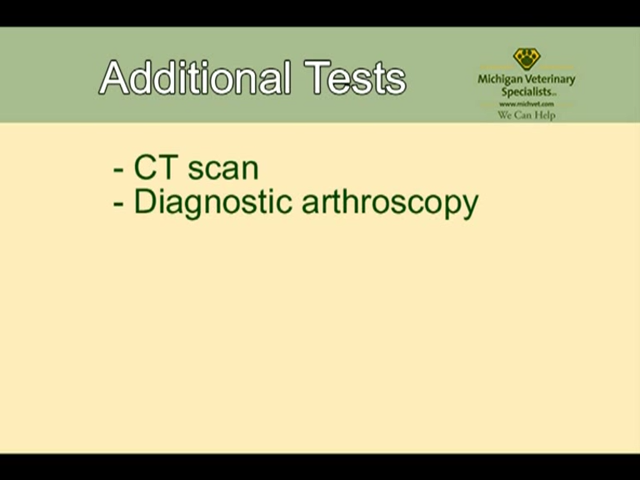 Additional Tests
Michigan Veterinary
Specialists
www.michvet.com
We Can Help
- CT scan
- Diagnostic arthroscopy